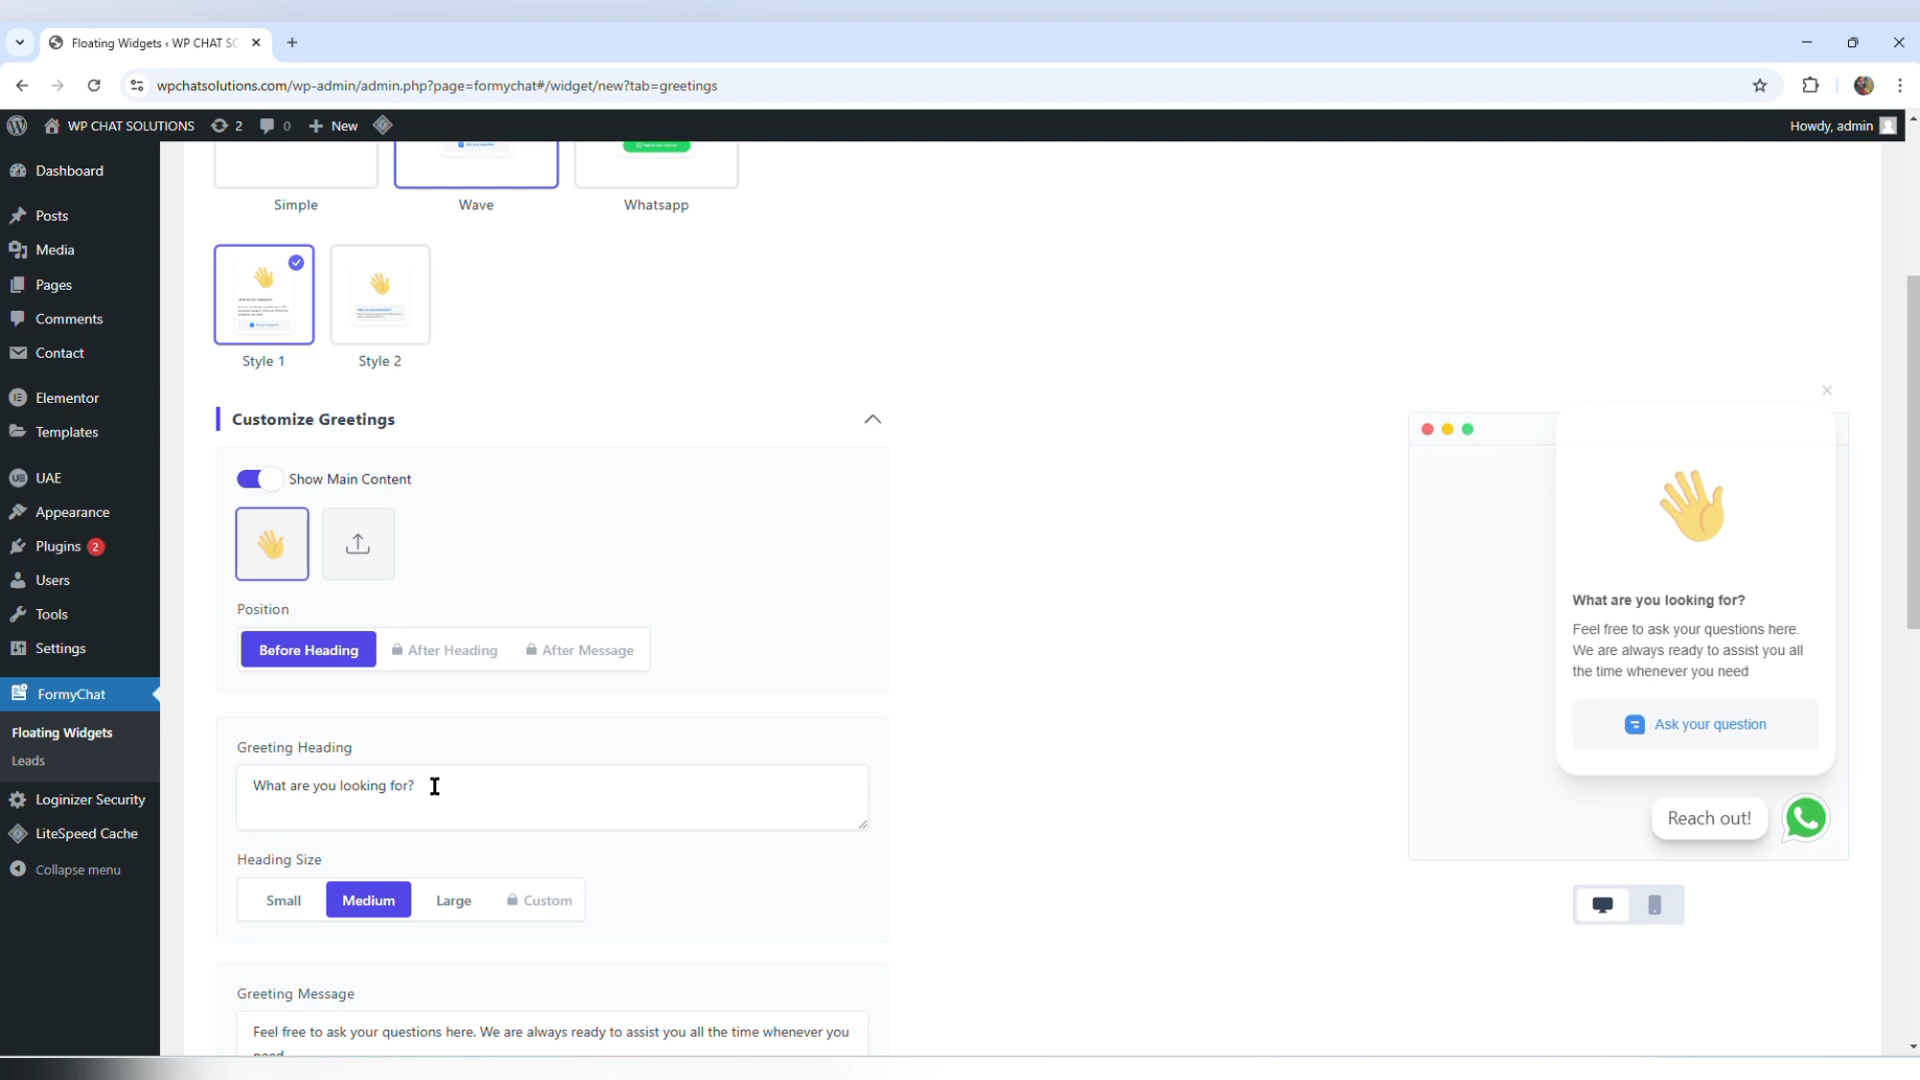 Floating Widgets ‹ WP CHAT SO
wpchatsolutions.com/wp-admin/admin.php?page=formychat#/widget/new?tab=greetings
WP CHAT SOLUTIONS 2 0 New
Howdy, admin
Dashboard
Posts
Media
Pages
Comments
Contact
Elementor
Templates
UAE
Appearance
Plugins 2
Users
Tools
Settings
FormyChat
Floating Widgets
Leads
Loginizer Security
LiteSpeed Cache
Collapse menu
Simple Wave Whatsapp
Style 1 Style 2
Customize Greetings
Show Main Content
Position
Before Heading After Heading After Message
Greeting Heading
What are you looking for?
Heading Size
Small Medium Large Custom
Greeting Message
Feel free to ask your questions here. We are always ready to assist you all the time whenever you
need
What are you looking for?
Feel free to ask your questions here.
We are always ready to assist you all
the time whenever you need
Ask your question
Reach out!